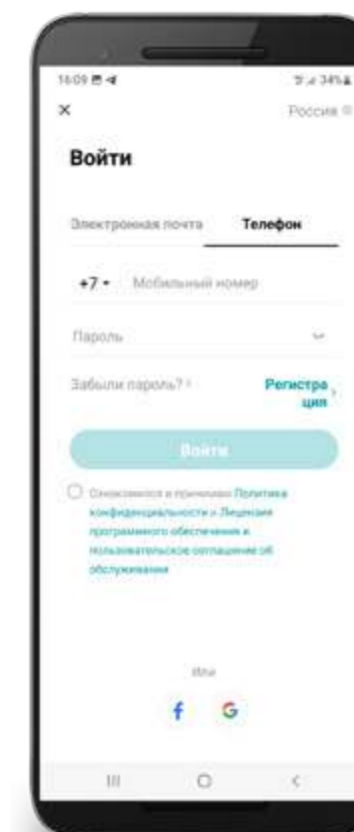 16:09 34%
Россия
Войти
Электронная почта Телефон
+7 Мобильный номер
Пароль
Забыли пароль? Регистра
ция
Войти
Ознакомился и принимаю Политика
конфиденциальности и Лицензия
программного обеспечения и
пользовательское соглашение об
обслуживании
Или